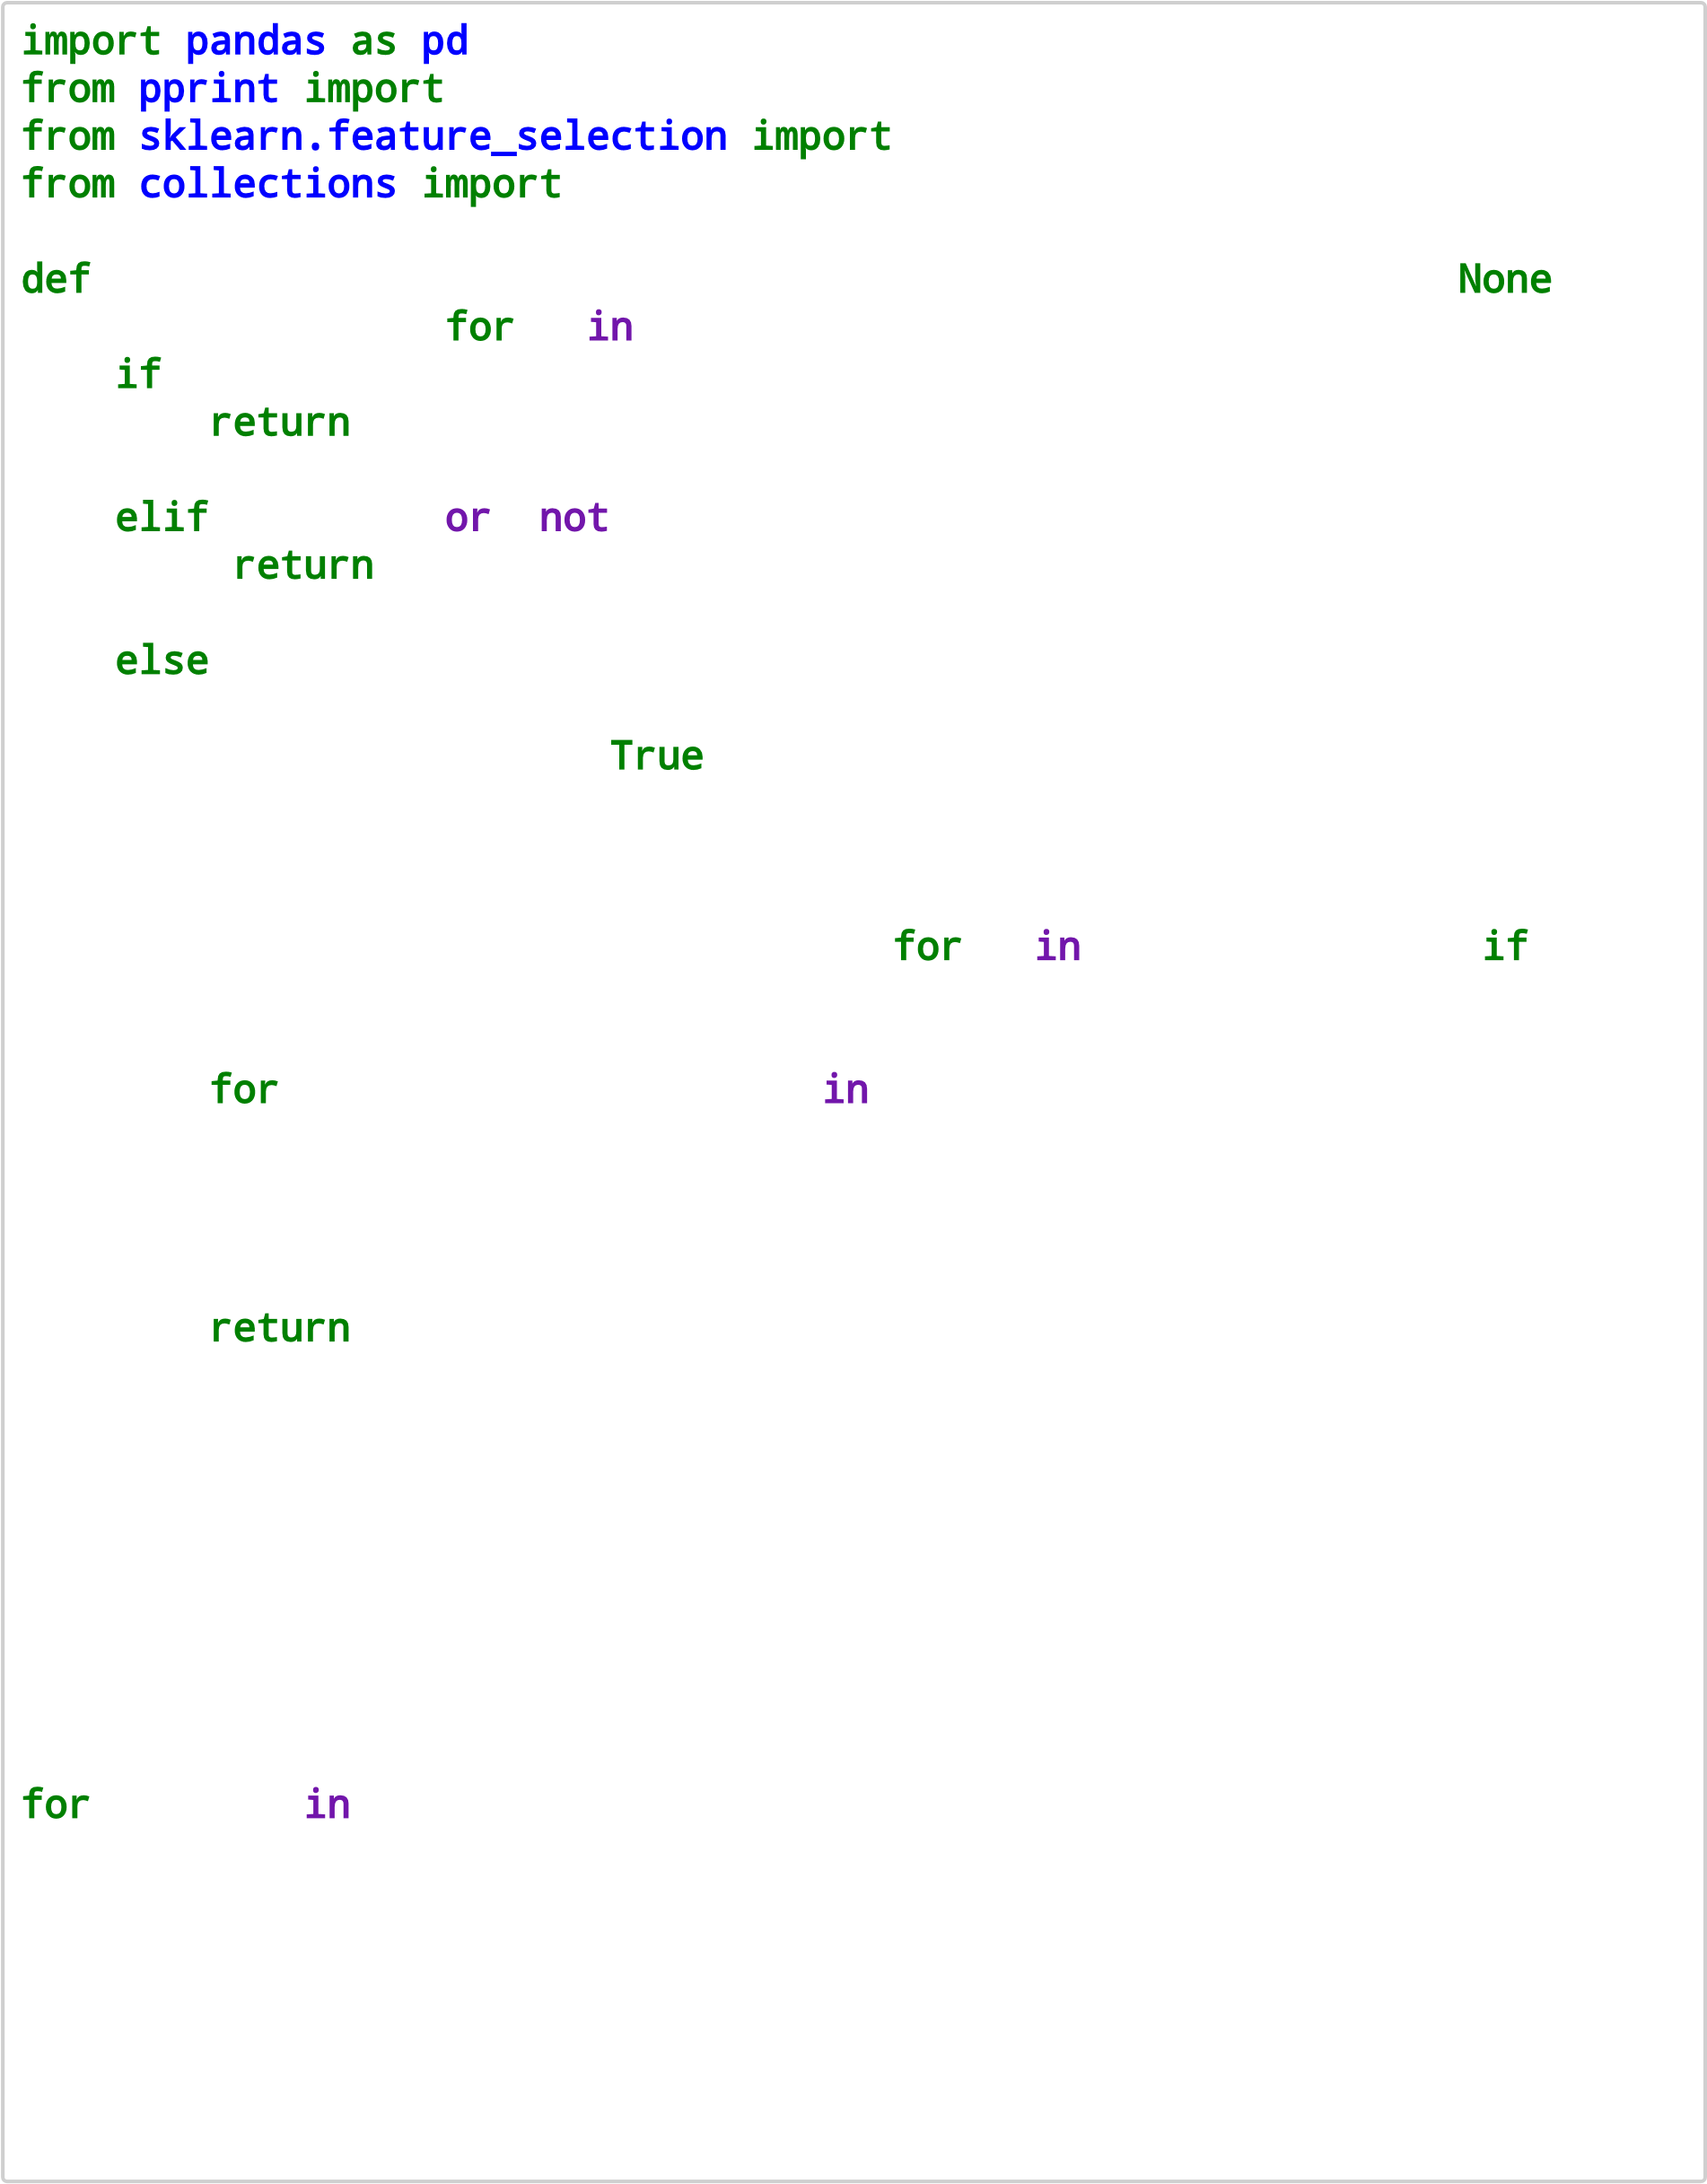 import pandas as pd
from pprint import
from sklearn.feature_selection import
from collections import
def None
for in
if
return
elif or not
return
else
True
for in if
for in
return
for in